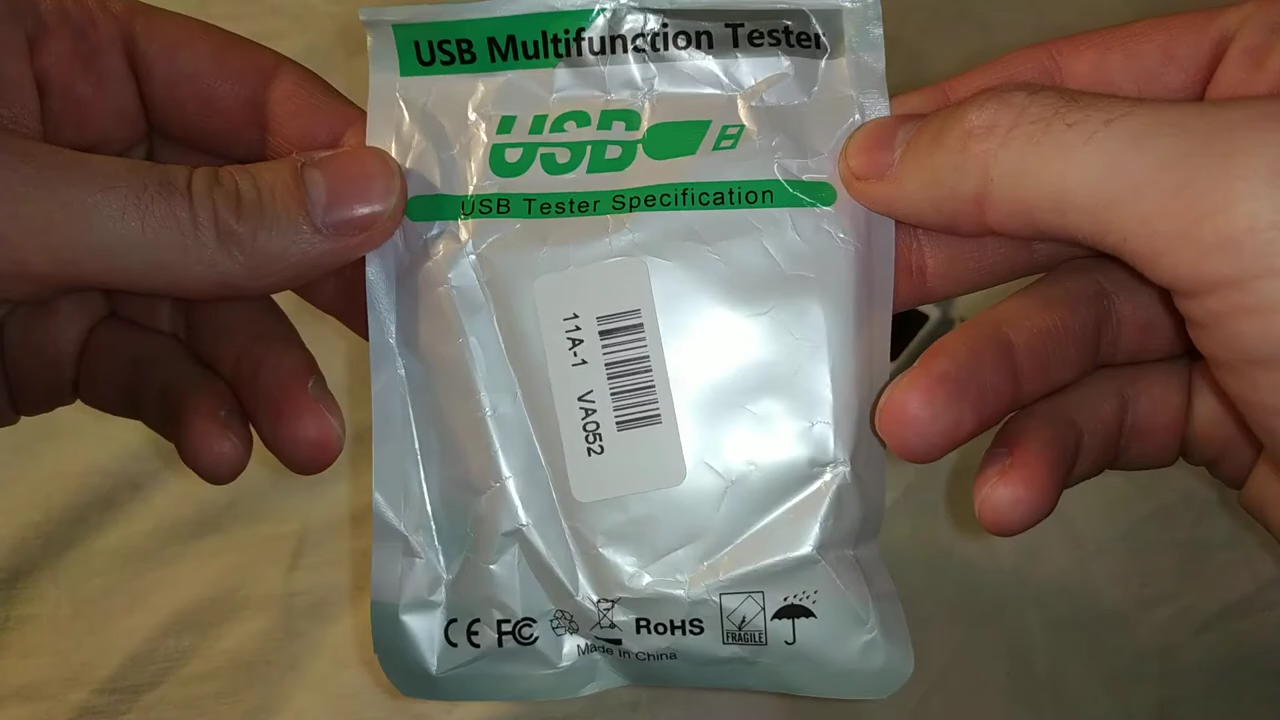 USB Multifunction Tester
USB
USB Tester Specification
11A-1 VA052
CE FC RoHS FRAGILE
Made in China